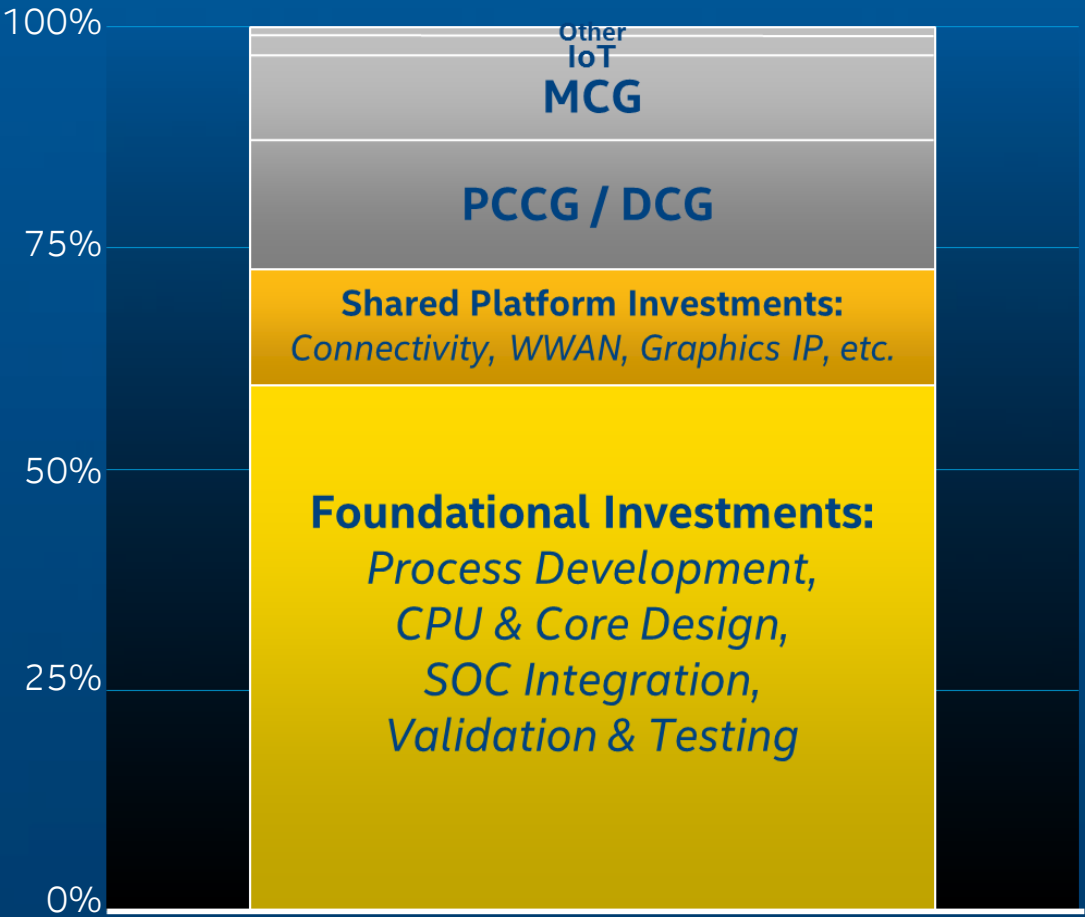 100%
Other
IoT
MCG
PCCG / DCG
75%
Shared Platform Investments:
Connectivity, WWAN, Graphics IP, etc.
50%
Foundational Investments:
Process Development,
CPU & Core Design,
SOC Integration,
25%
Validation & Testing
0%